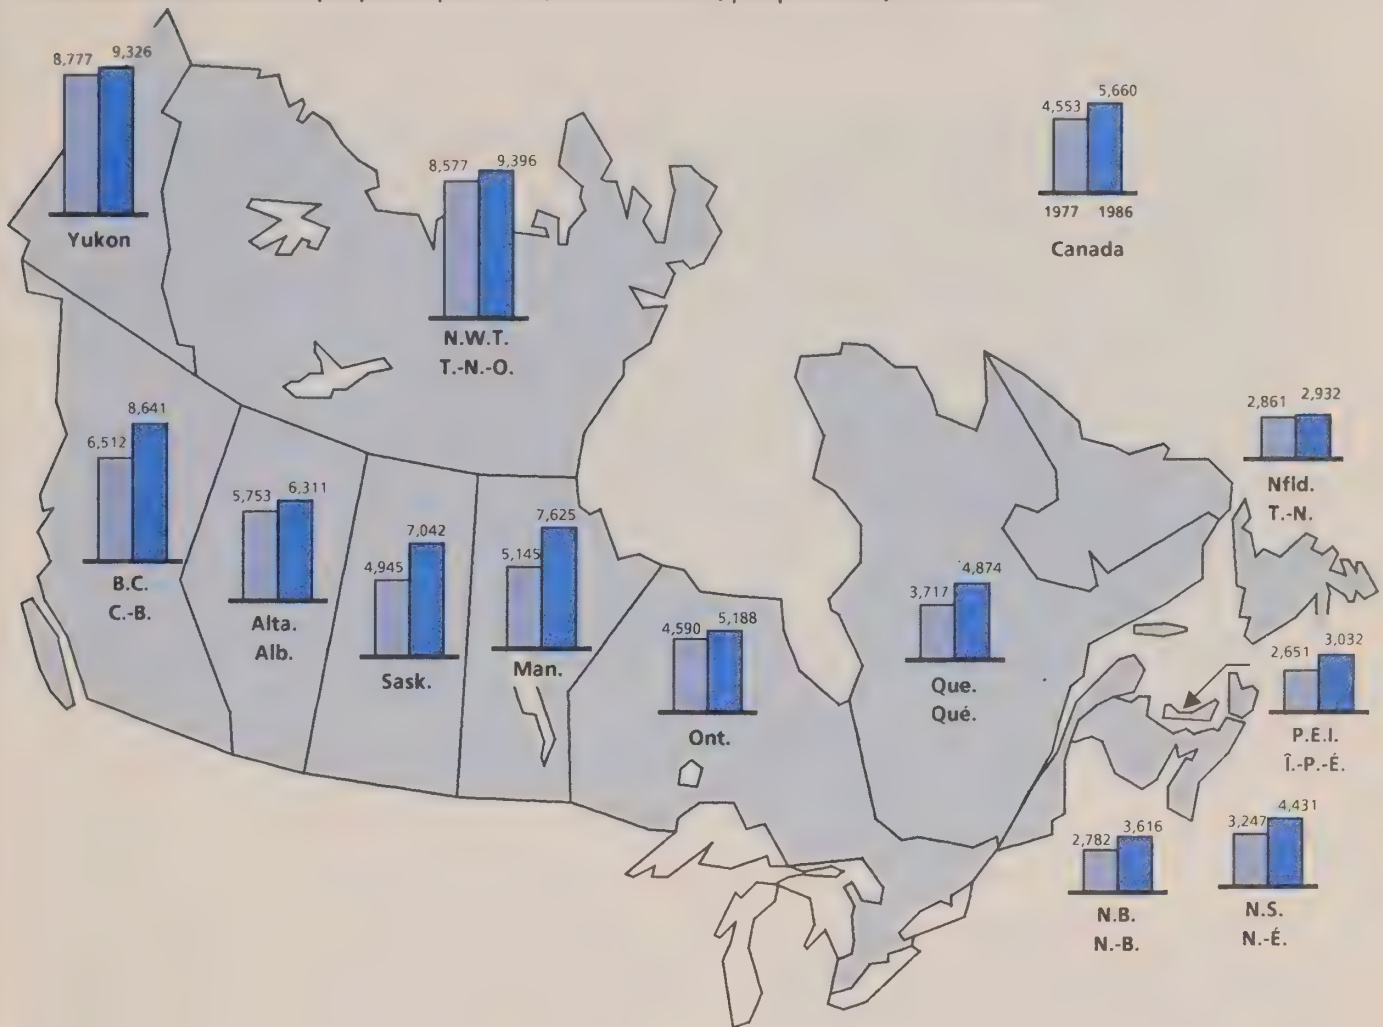 8,777 9,326
Yukon
8,577 9,396
N.W.T.
T.-N.-O.
4,553 5,660
1977 1986
Canada
6,512 8,641
B.C.
C.-B.
5,753 6,311
Alta.
Alb.
4,945 7,042
Sask.
5,145 7,625
Man.
4,590 5,188
Ont.
3,717 4,874
Que.
Qué.
2,861 2,932
Nfld.
T.-N.
2,651 3,032
P.E.I.
Î.-P.-É.
2,782 3,616
N.B.
N.-B.
3,247 4,431
N.S.
N.-É.